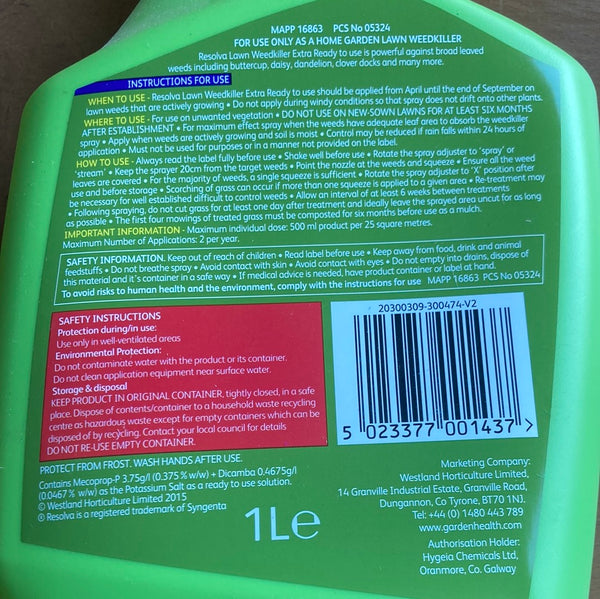 MAPP 16863 PCS No 05324
FOR USE ONLY AS A HOME GARDEN LAWN WEEDKILLER
Resolva Lawn Weedkiller Extra Ready to use is powerful against broad leaved
weeds including buttercup, daisy, dandelion, clover docks and many more.
INSTRUCTIONS FOR USE
WHEN TO USE - Resolva Lawn Weedkiller Extra Ready to use should be applied from April until the end of September on
lawn weeds that are actively growing • Do not apply during windy conditions so that spray does not drift onto other plants.
WHERE TO USE - For use on unwanted vegetation • DO NOT USE ON NEW-SOWN LAWNS FOR AT LEAST SIX MONTHS
AFTER ESTABLISHMENT • For maximum effect spray when the weeds have adequate leaf area to absorb the weedkiller
spray • Apply when weeds are actively growing and soil is moist • Control may be reduced if rain falls within 24 hours of
application • Must not be used for purposes or in a manner not provided on the label.
HOW TO USE - Always read the label fully before use • Shake well before use • Rotate the spray adjuster to 'spray' or
'stream' • Keep the sprayer 20cm from the target weeds • Point the nozzle at the weeds and squeeze • Ensure all the weed
leaves are covered • For the majority of weeds, a single squeeze is sufficient • Rotate the spray adjuster to 'X' position after
use and before storage • Scorching of grass can occur if more than one squeeze is applied to a given area • Re-treatment may
be necessary for well established difficult to control weeds • Allow an interval of at least 6 weeks between treatments
• Following spraying, do not cut grass for at least one day after treatment and ideally leave the sprayed area uncut for as long
as possible • The first four mowings of treated grass must be composted for six months before use as a mulch.
IMPORTANT INFORMATION - Maximum individual dose: 500 ml product per 25 square metres.
Maximum Number of Applications: 2 per year.
SAFETY INFORMATION. Keep out of reach of children • Read label before use • Keep away from food, drink and animal
feedstuffs • Do not breathe spray • Avoid contact with skin • Avoid contact with eyes • Do not empty into drains, dispose of
this material and it's container in a safe way • If medical advice is needed, have product container or label at hand.
To avoid risks to human health and the environment, comply with the instructions for use MAPP 16863 PCS No 05324
SAFETY INSTRUCTIONS
Protection during/in use:
Use only in well-ventilated areas
Environmental Protection:
Do not contaminate water with the product or its container.
Do not clean application equipment near surface water.
Storage & disposal
KEEP PRODUCT IN ORIGINAL CONTAINER, tightly closed, in a safe
place. Dispose of contents/container to a household waste recycling
centre as hazardous waste except for empty containers which can be
disposed of by recycling. Contact your local council for details
DO NOT RE-USE EMPTY CONTAINER.
20300309-300474-V2
5 023377 001437 >
PROTECT FROM FROST. WASH HANDS AFTER USE.
Contains Mecoprop-P 3.75g/l (0.375 % w/w) + Dicamba 0.4675g/l
(0.0467 % w/w) as the Potassium Salt as a ready to use solution.
© Westland Horticulture Limited 2015
® Resolva is a registered trademark of Syngenta
1Le
Marketing Company:
Westland Horticulture Limited,
14 Granville Industrial Estate, Granville Road,
Dungannon, Co Tyrone, BT70 1NJ.
Tel: +44 (0) 1480 443 789
www.gardenhealth.com
Authorisation Holder:
Hygeia Chemicals Ltd,
Oranmore, Co. Galway